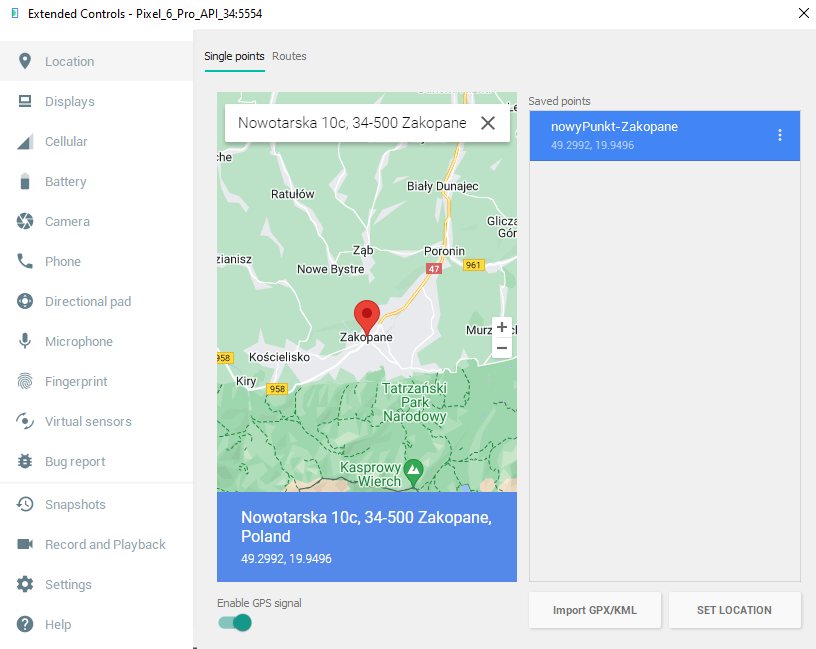 Extended Controls - Pixel_6_Pro_API_34:5554
Location
Displays
Cellular
Battery
Camera
Phone
Directional pad
Microphone
Fingerprint
Virtual sensors
Bug report
Snapshots
Record and Playback
Settings
Help
Single points
Routes
Nowotarska 10c, 34-500 Zakopane
Le
che
Ratułów
Biały Dunajec
Glicza
Gór
zianisz
Ząb
Poronin
Nowe Bystre
47
961
Zakopane
Murz
ch
+
−
958
Kościelisko
Kiry
958
Tatrzański
Park
Narodowy
Kasprowy
Wierch
Nowotarska 10c, 34-500 Zakopane,
Poland
49.2992, 19.9496
Enable GPS signal
Saved points
nowyPunkt-Zakopane
49.2992, 19.9496
Import GPX/KML
SET LOCATION